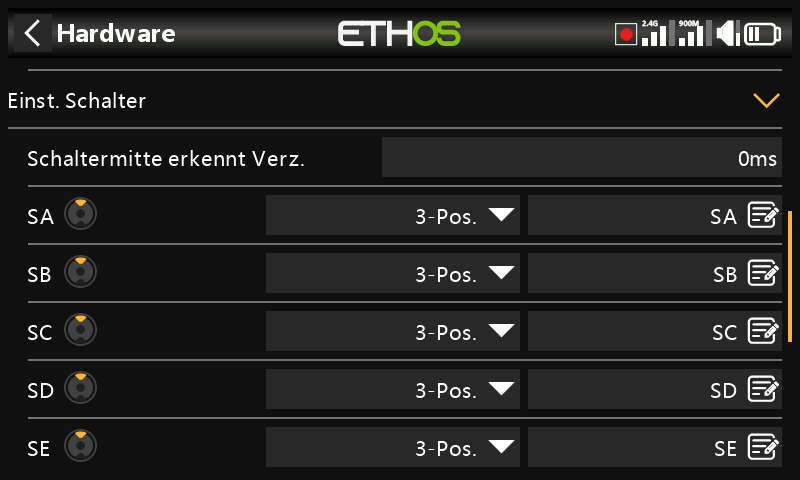 Hardware ETHOS 2.4G 900M
Einst. Schalter
Schaltermitte erkennt Verz. 0ms
SA 3-Pos. SA
SB 3-Pos. SB
SC 3-Pos. SC
SD 3-Pos. SD
SE 3-Pos. SE